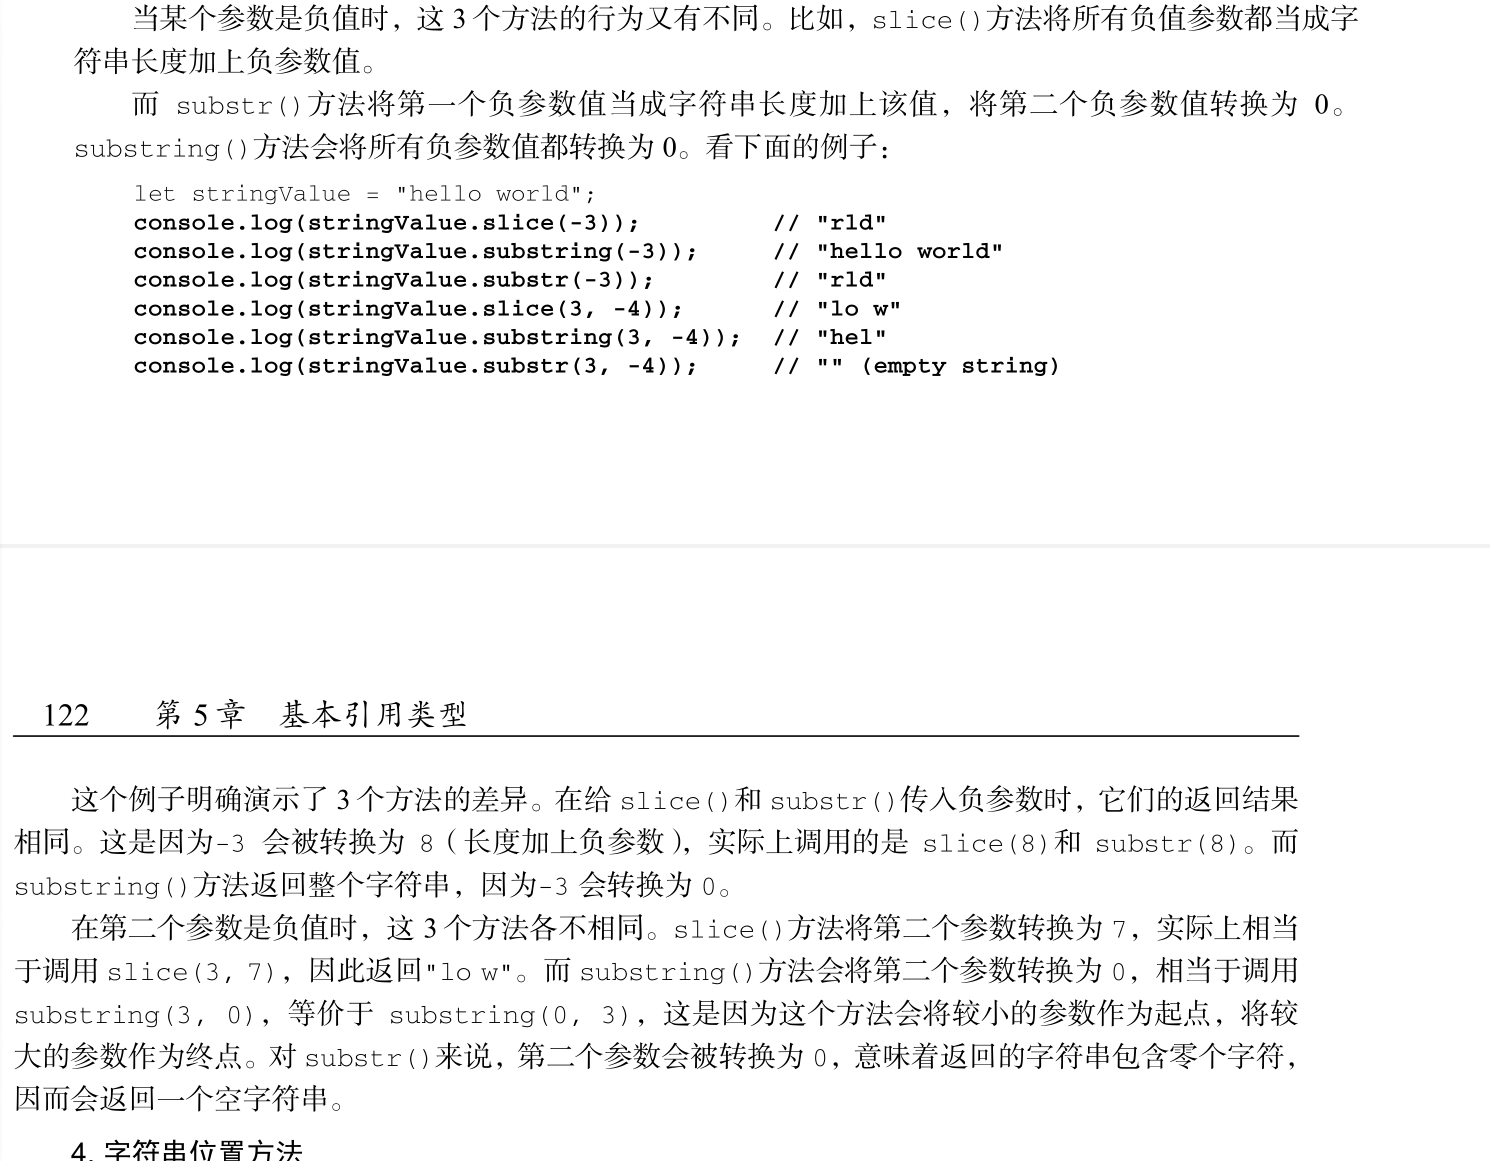 当某个参数是负值时，这 3 个方法的行为又有不同。比如，slice()方法将所有负值参数都当成字
符串长度加上负参数值。
而 substr()方法将第一个负参数值当成字符串长度加上该值，将第二个负参数值转换为 0。
substring()方法会将所有负参数值都转换为 0。看下面的例子：
let stringValue = "hello world";
console.log(stringValue.slice(-3)); // "rld"
console.log(stringValue.substring(-3)); // "hello world"
console.log(stringValue.substr(-3)); // "rld"
console.log(stringValue.slice(3, -4)); // "lo w"
console.log(stringValue.substring(3, -4)); // "hel"
console.log(stringValue.substr(3, -4)); // "" (empty string)
122 第 5 章 基本引用类型
这个例子明确演示了 3 个方法的差异。在给 slice()和 substr()传入负参数时，它们的返回结果
相同。这是因为-3 会被转换为 8（长度加上负参数），实际上调用的是 slice(8)和 substr(8)。而
substring()方法返回整个字符串，因为-3 会转换为 0。
在第二个参数是负值时，这 3 个方法各不相同。slice()方法将第二个参数转换为 7，实际上相当
于调用 slice(3, 7)，因此返回"lo w"。而 substring()方法会将第二个参数转换为 0，相当于调用
substring(3, 0)，等价于 substring(0, 3)，这是因为这个方法会将较小的参数作为起点，将较
大的参数作为终点。对 substr()来说，第二个参数会被转换为 0，意味着返回的字符串包含零个字符，
因而会返回一个空字符串。
4. 字符串位置方法